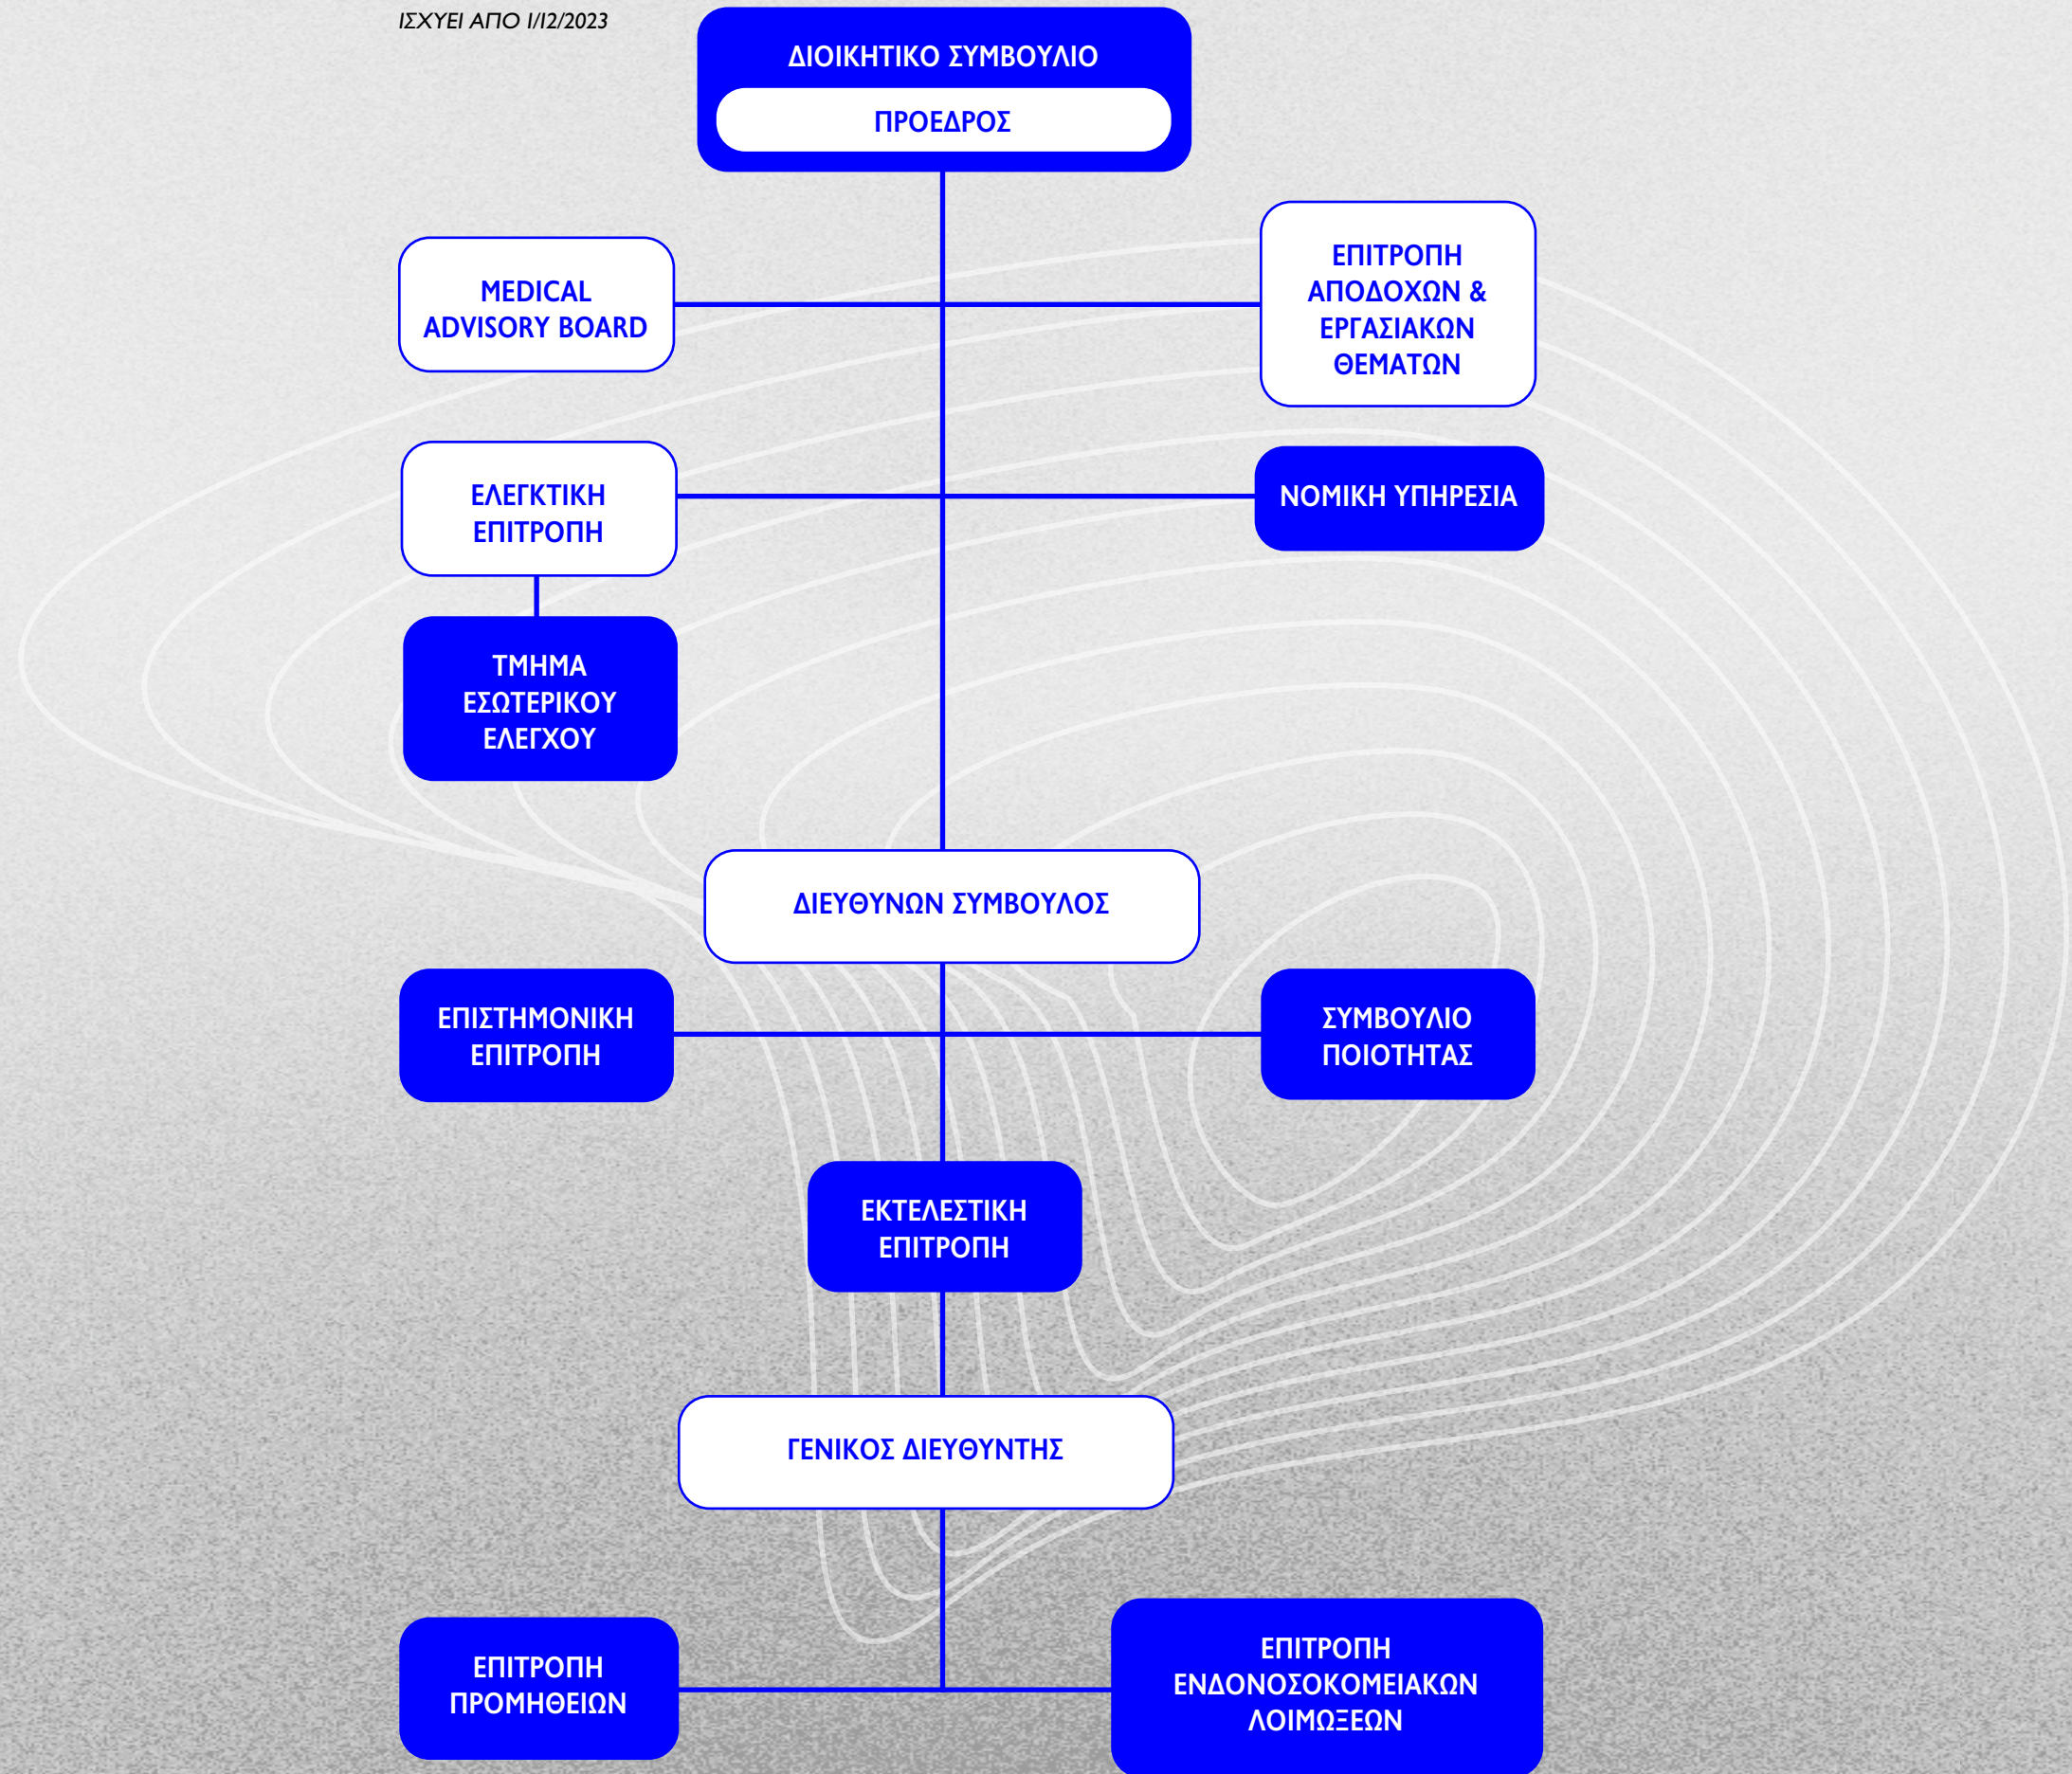 ΙΣΧΥΕΙ ΑΠΟ 1/12/2023
ΔΙΟΙΚΗΤΙΚΟ ΣΥΜΒΟΥΛΙΟ
ΠΡΟΕΔΡΟΣ
MEDICAL
ADVISORY BOARD
ΕΠΙΤΡΟΠΗ
ΑΠΟΔΟΧΩΝ &
ΕΡΓΑΣΙΑΚΩΝ
ΘΕΜΑΤΩΝ
ΕΛΕΓΚΤΙΚΗ
ΕΠΙΤΡΟΠΗ
ΝΟΜΙΚΗ ΥΠΗΡΕΣΙΑ
ΤΜΗΜΑ
ΕΣΩΤΕΡΙΚΟΥ
ΕΛΕΓΧΟΥ
ΔΙΕΥΘΥΝΩΝ ΣΥΜΒΟΥΛΟΣ
ΕΠΙΣΤΗΜΟΝΙΚΗ
ΕΠΙΤΡΟΠΗ
ΣΥΜΒΟΥΛΙΟ
ΠΟΙΟΤΗΤΑΣ
ΕΚΤΕΛΕΣΤΙΚΗ
ΕΠΙΤΡΟΠΗ
ΓΕΝΙΚΟΣ ΔΙΕΥΘΥΝΤΗΣ
ΕΠΙΤΡΟΠΗ
ΠΡΟΜΗΘΕΙΩΝ
ΕΠΙΤΡΟΠΗ
ΕΝΔΟΝΟΣΟΚΟΜΕΙΑΚΩΝ
ΛΟΙΜΩΞΕΩΝ